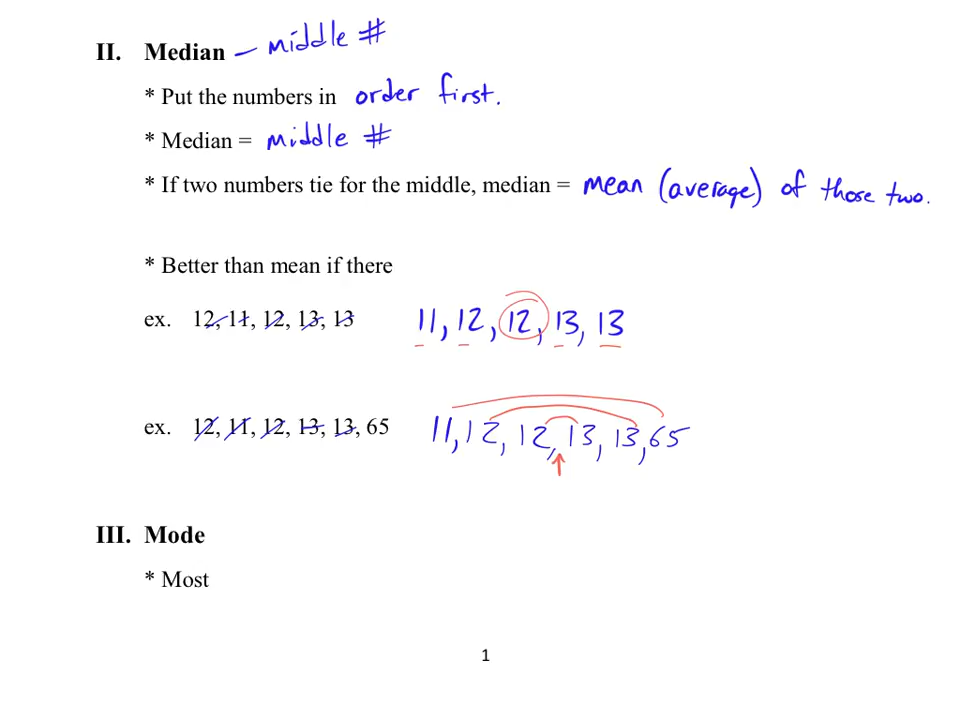 II. Median – middle #
* Put the numbers in order first.
* Median = middle #
* If two numbers tie for the middle, median = mean (average) of those two.
* Better than mean if there
ex. 12, 11, 12, 13, 13 11, 12, 12, 13, 13
ex. 12, 11, 12, 13, 13, 65 11, 12, 12, 13, 13, 65
III. Mode
* Most
1